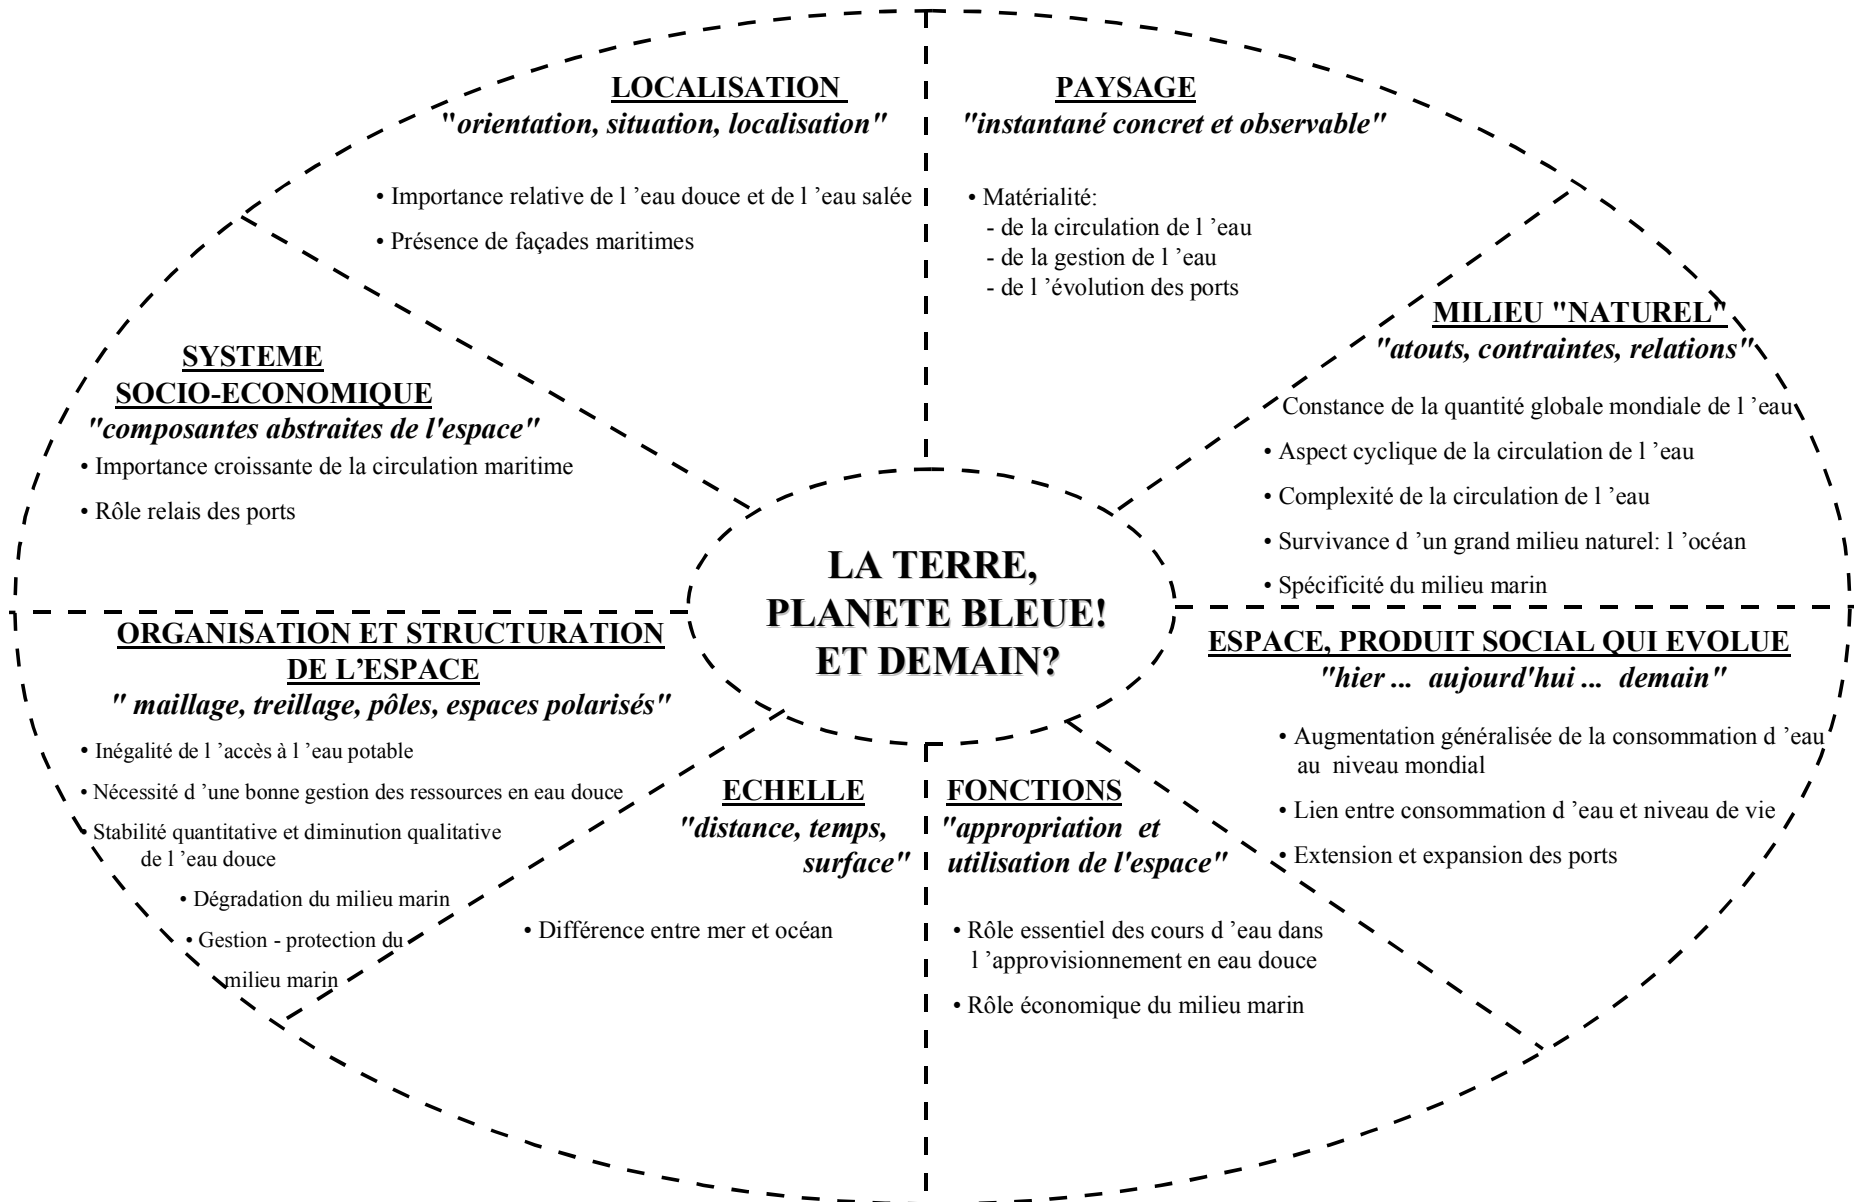 LOCALISATION
"orientation, situation, localisation"
• Importance relative de l ’eau douce et de l ’eau salée
• Présence de façades maritimes
PAYSAGE
"instantané concret et observable"
• Matérialité:
- de la circulation de l ’eau
- de la gestion de l ’eau
- de l ’évolution des ports
MILIEU "NATUREL"
"atouts, contraintes, relations"
Constance de la quantité globale mondiale de l ’eau
• Aspect cyclique de la circulation de l ’eau
• Complexité de la circulation de l ’eau
• Survivance d ’un grand milieu naturel: l ’océan
• Spécificité du milieu marin
SYSTEME
SOCIO-ECONOMIQUE
"composantes abstraites de l'espace"
• Importance croissante de la circulation maritime
• Rôle relais des ports
LA TERRE,
PLANETE BLEUE!
ET DEMAIN?
ORGANISATION ET STRUCTURATION
DE L’ESPACE
" maillage, treillage, pôles, espaces polarisés"
• Inégalité de l ’accès à l ’eau potable
• Nécessité d ’une bonne gestion des ressources en eau douce
• Stabilité quantitative et diminution qualitative
de l ’eau douce
• Dégradation du milieu marin
• Gestion - protection du
milieu marin
ECHELLE
"distance, temps,
surface"
• Différence entre mer et océan
FONCTIONS
"appropriation et
utilisation de l'espace"
• Rôle essentiel des cours d ’eau dans
l ’approvisionnement en eau douce
• Rôle économique du milieu marin
ESPACE, PRODUIT SOCIAL QUI EVOLUE
"hier ... aujourd'hui ... demain"
• Augmentation généralisée de la consommation d ’eau
au niveau mondial
• Lien entre consommation d ’eau et niveau de vie
• Extension et expansion des ports